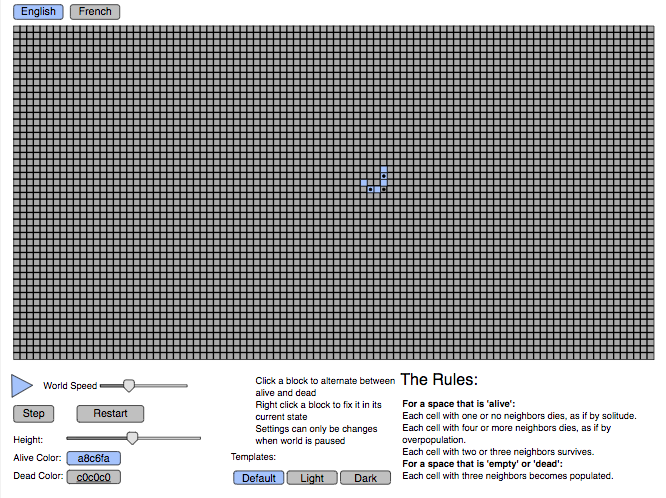 English French
World Speed
Step Restart
Height:
Alive Color: a8c6fa
Dead Color: c0c0c0
Click a block to alternate between
alive and dead
Right click a block to fix it in its
current state
Settings can only be changes
when world is paused
Templates:
Default Light Dark
The Rules:
For a space that is 'alive':
Each cell with one or no neighbors dies, as if by solitude.
Each cell with four or more neighbors dies, as if by
overpopulation.
Each cell with two or three neighbors survives.
For a space that is 'empty' or 'dead':
Each cell with three neighbors becomes populated.